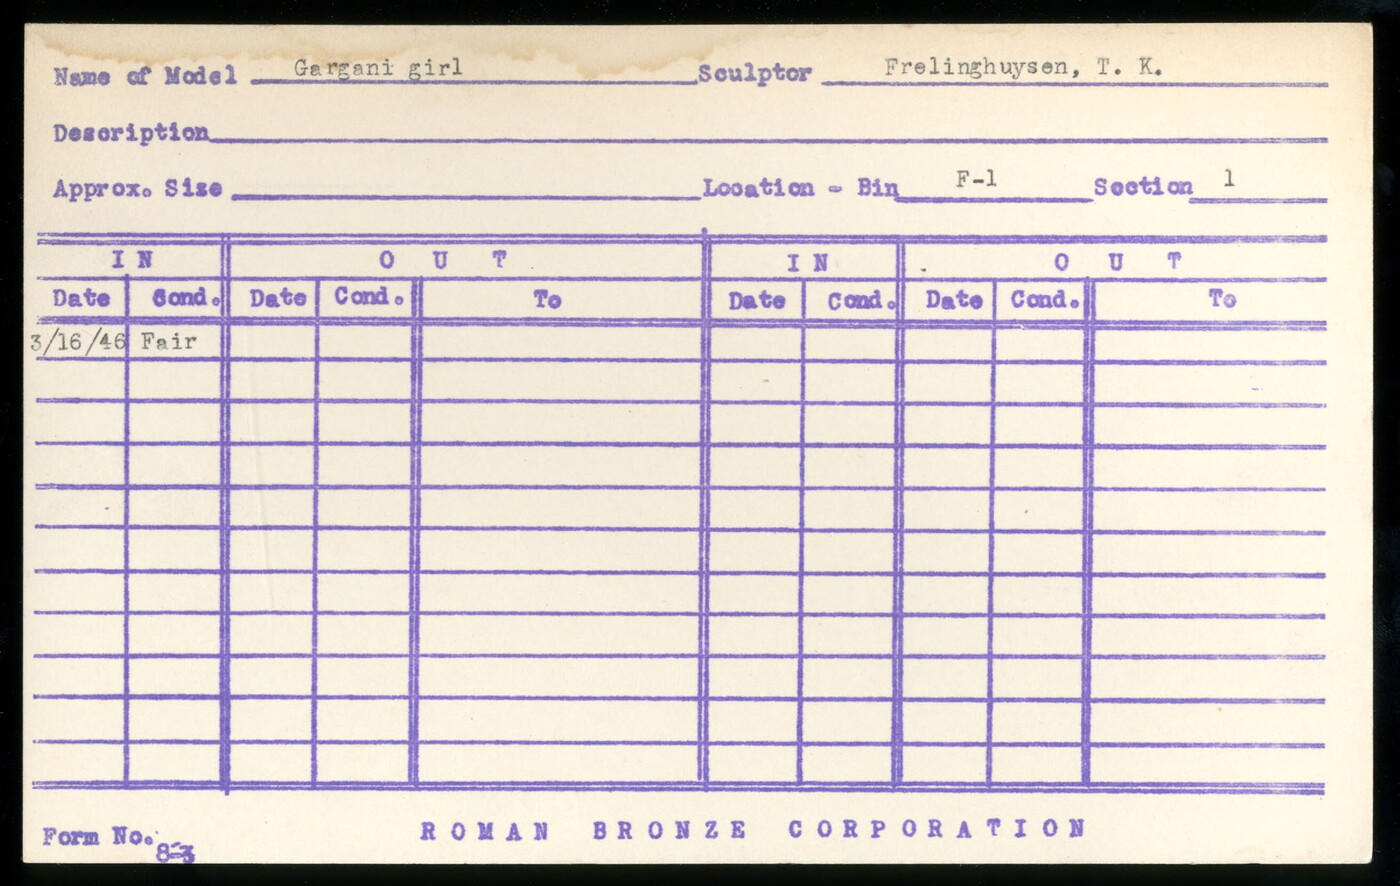 Name of Model Gargani girl Sculptor Frelinghuysen, T. K.
Description
Approx. Size Location - Bin F-1 Section 1
IN OUT IN OUT
Date Cond. Date Cond. To Date Cond. Date Cond. To
3/16/46 Fair
Form No. 8-3 ROMAN BRONZE CORPORATION